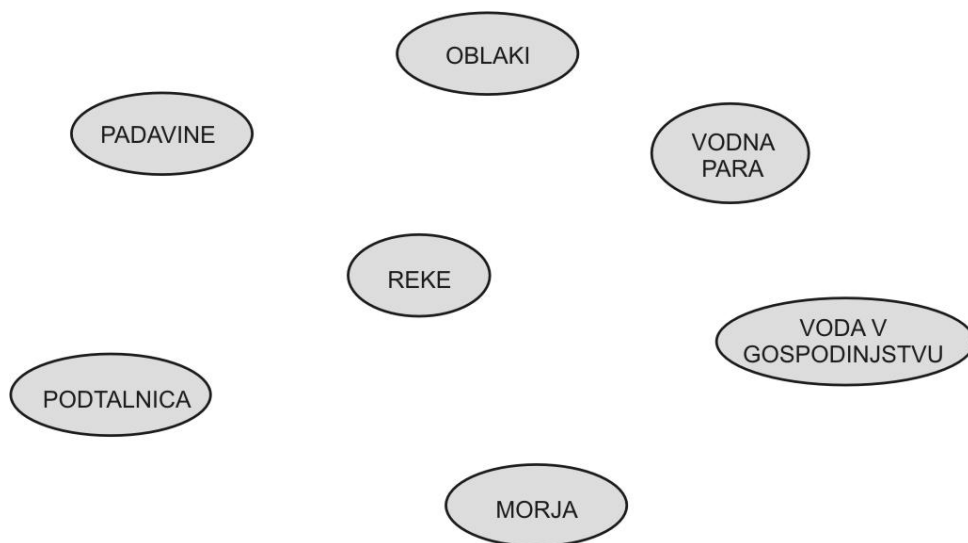 OBLAKI
PADAVINE
VODNA
PARA
REKE
VODA V
GOSPODINJSTVU
PODTALNICA
MORJA